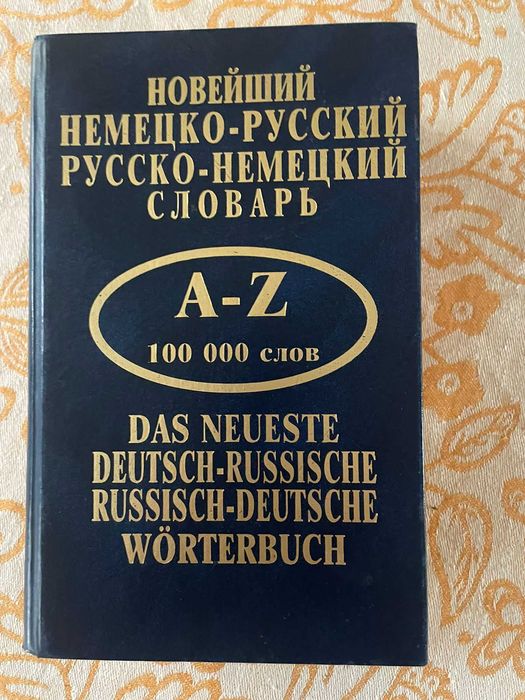 НОВЕЙШИЙ
НЕМЕЦКО-РУССКИЙ
РУССКО-НЕМЕЦКИЙ
СЛОВАРЬ
A-Z
100 000 слов
DAS NEUESTE
DEUTSCH-RUSSISCHE
RUSSISCH-DEUTSCHE
WÖRTERBUCH